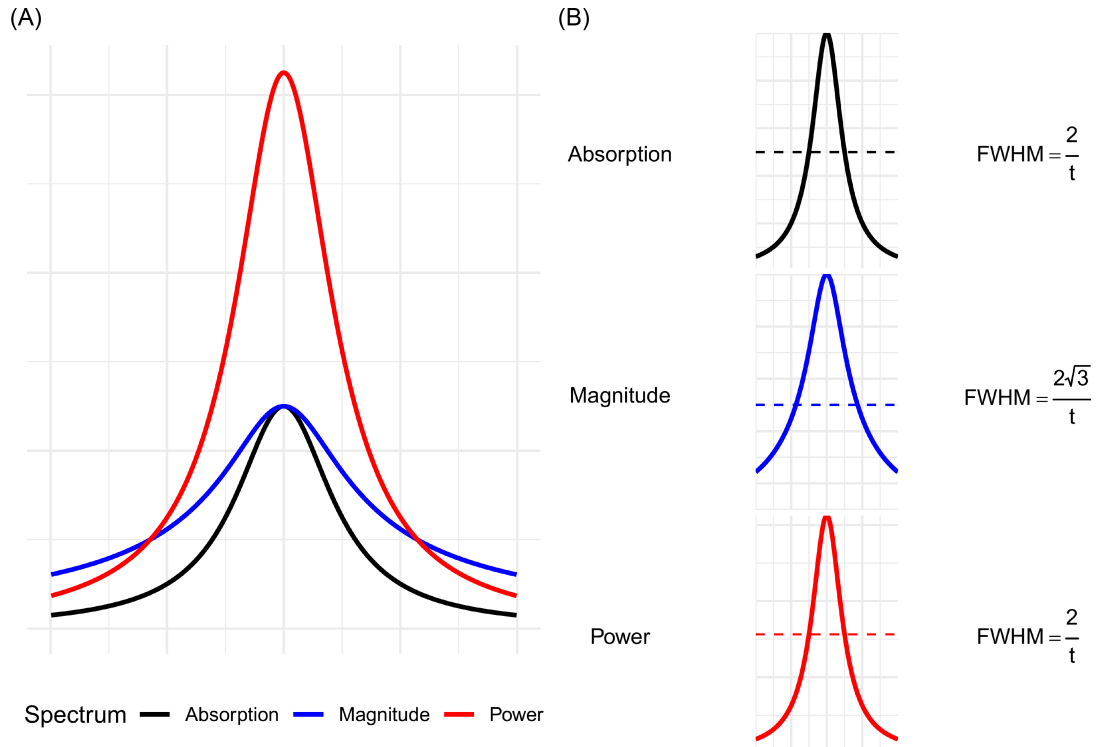 (A)
(B)
Absorption
FWHM = 2/t
Magnitude
FWHM = 2√3/t
Power
FWHM = 2/t
Spectrum Absorption Magnitude Power